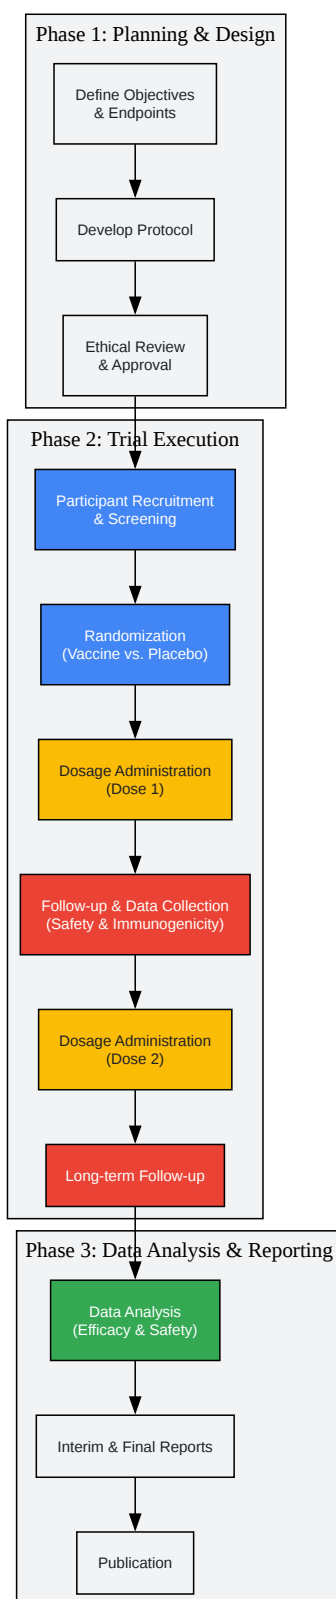 Phase 1: Planning & Design
Define Objectives
& Endpoints
Develop Protocol
Ethical Review
& Approval
Phase 2: Trial Execution
Participant Recruitment
& Screening
Randomization
(Vaccine vs. Placebo)
Dosage Administration
(Dose 1)
Follow-up & Data Collection
(Safety & Immunogenicity)
Dosage Administration
(Dose 2)
Long-term Follow-up
Phase 3: Data Analysis & Reporting
Data Analysis
(Efficacy & Safety)
Interim & Final Reports
Publication